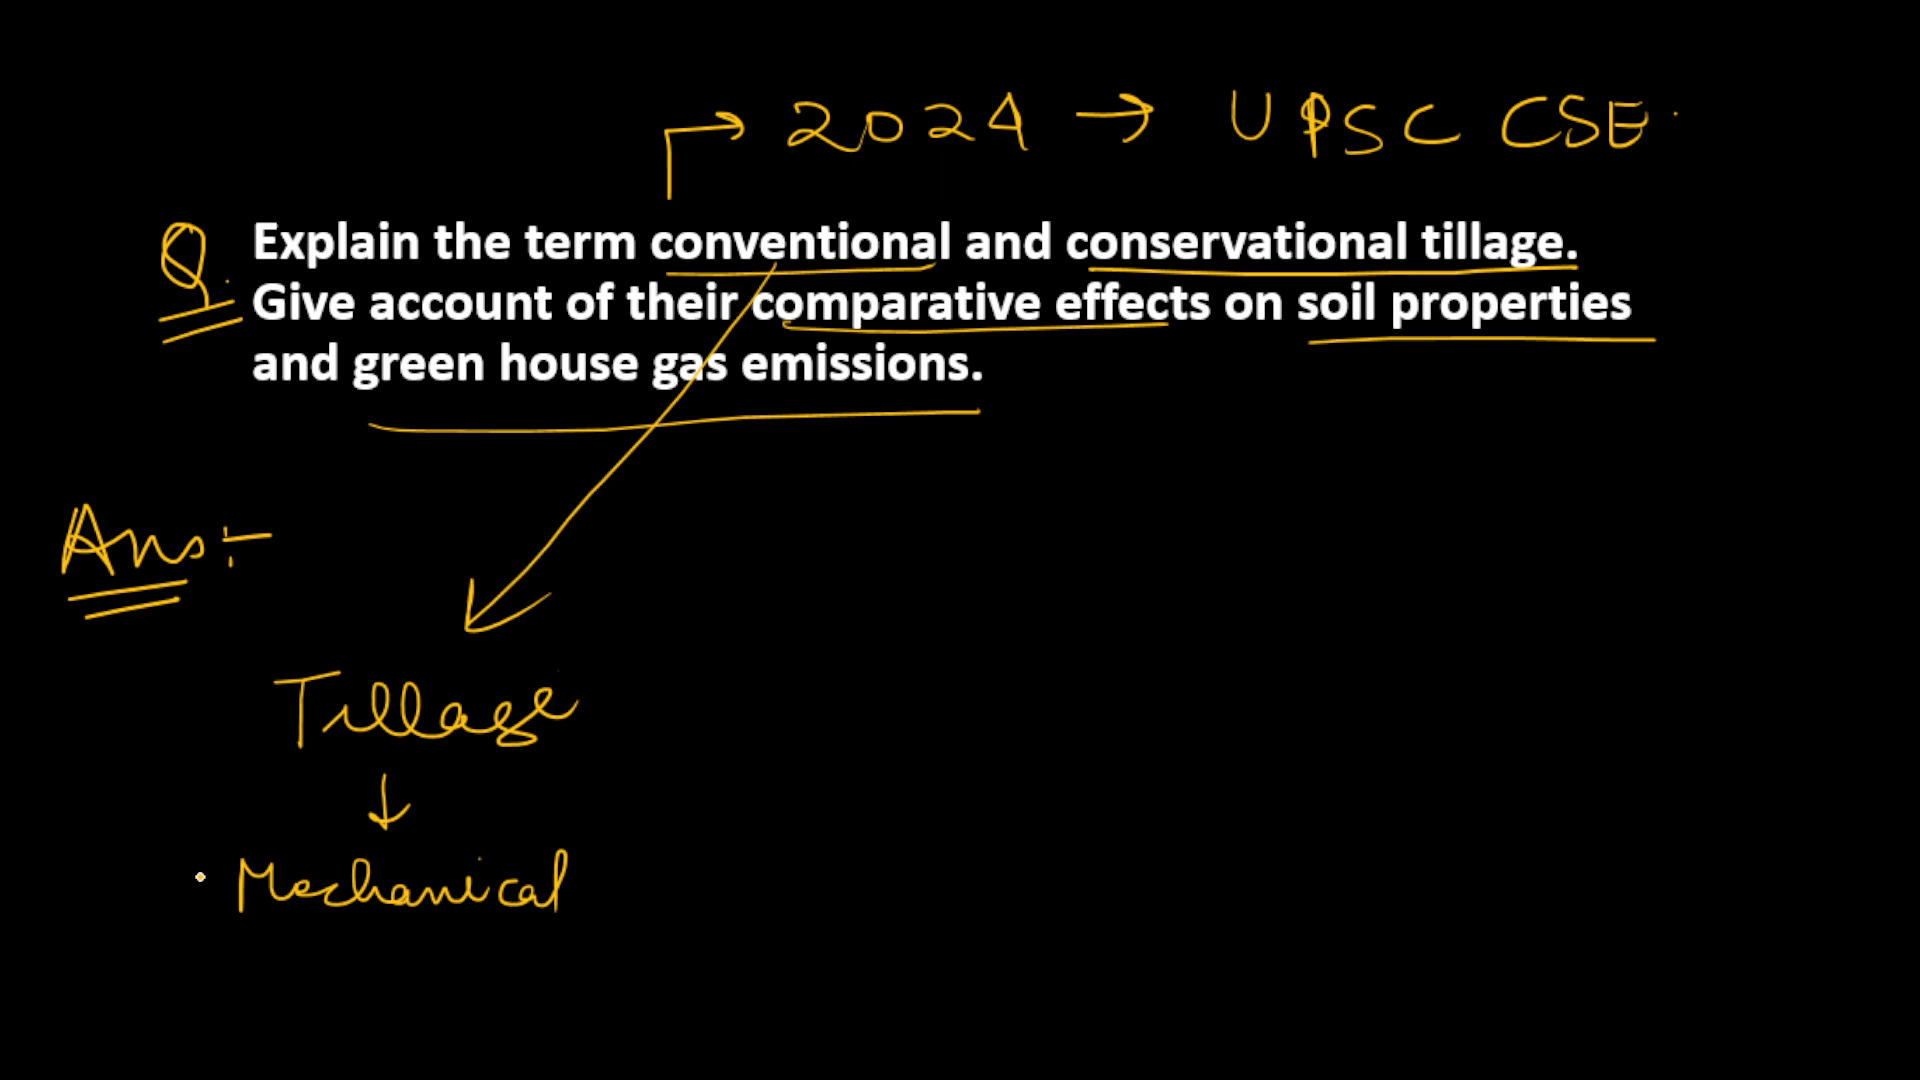 2024 → UPSC CSE
Q. Explain the term conventional and conservational tillage.
Give account of their comparative effects on soil properties
and green house gas emissions.
Ans:-
Tillage
↓
Mechanical